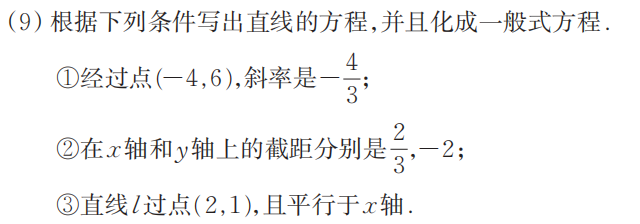 (9) 根据下列条件写出直线的方程,并且化成一般式方程.
①经过点(−4,6),斜率是−4/3;
②在x轴和y轴上的截距分别是2/3,−2;
③直线l过点(2,1),且平行于x轴.